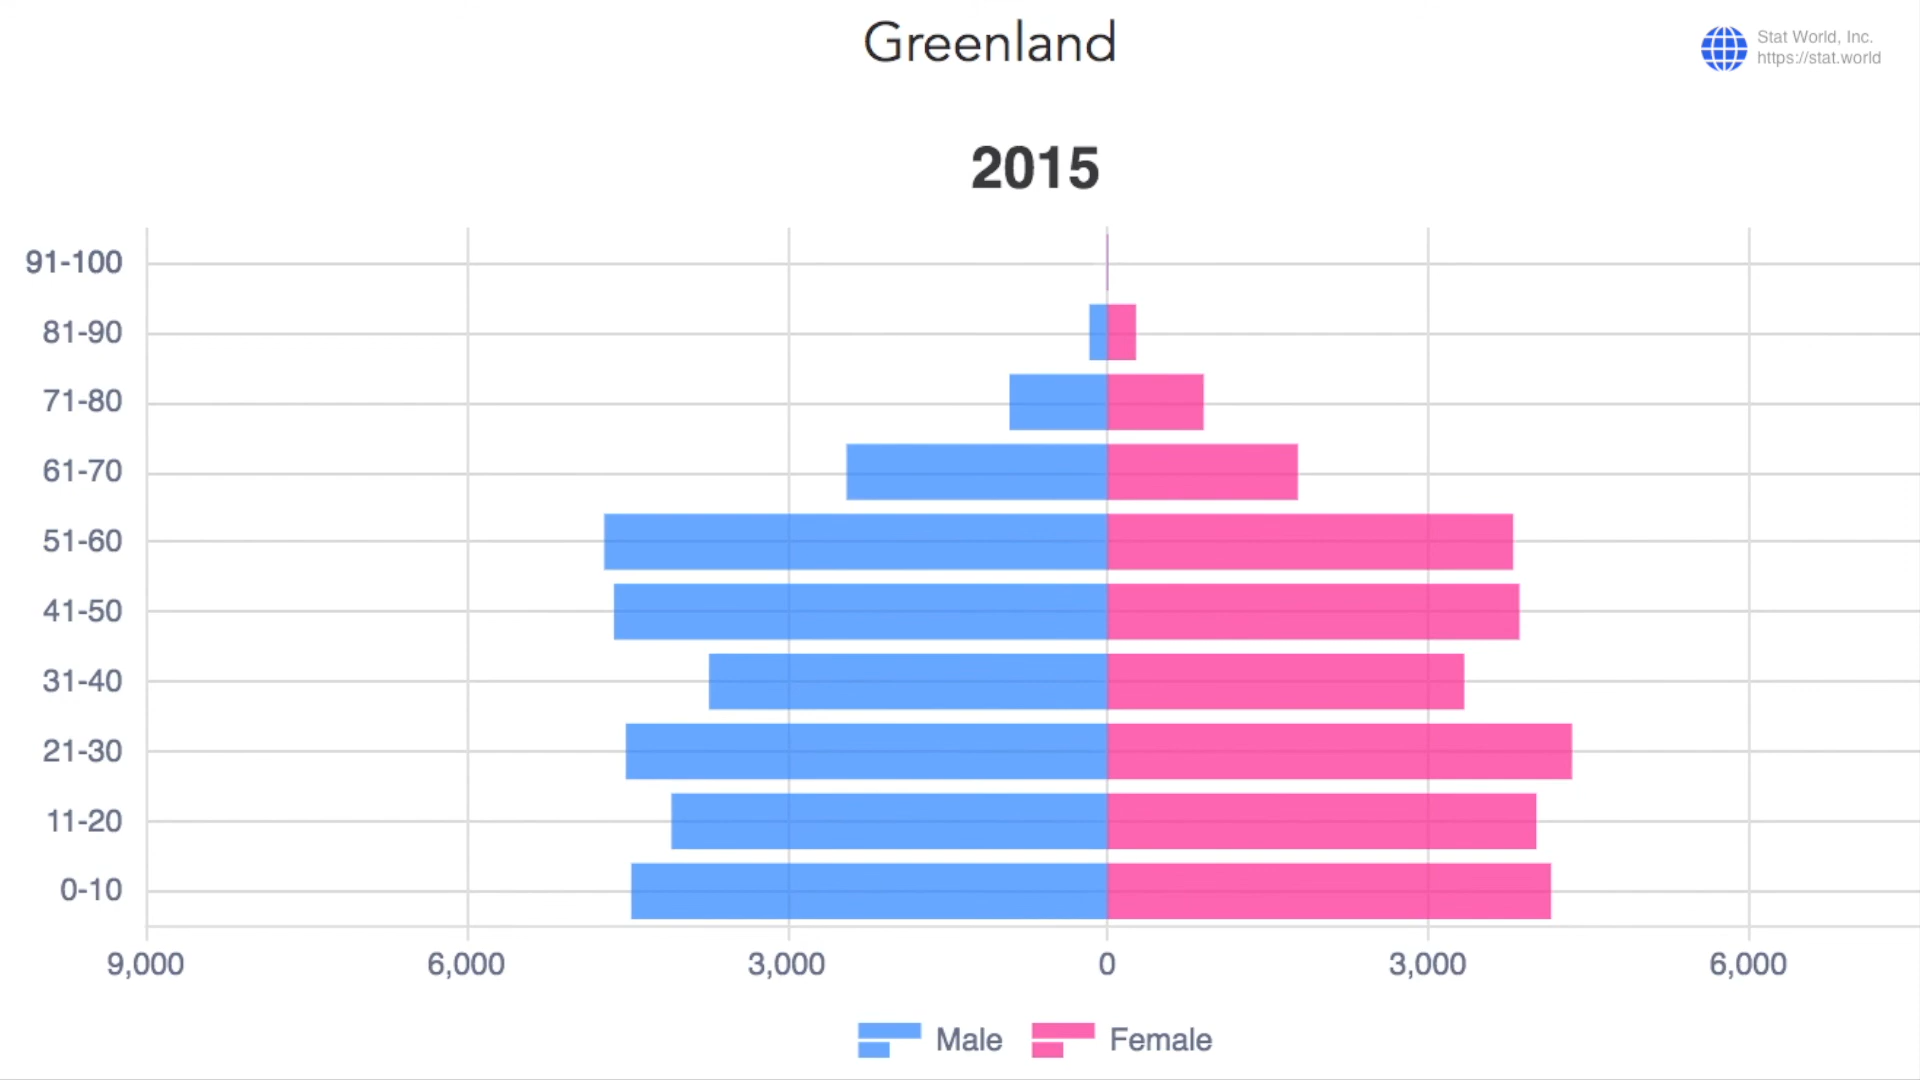 Greenland
Stat World, Inc.
https://stat.world
2015
91-100
81-90
71-80
61-70
51-60
41-50
31-40
21-30
11-20
0-10
9,000 6,000 3,000 0 3,000 6,000
Male Female